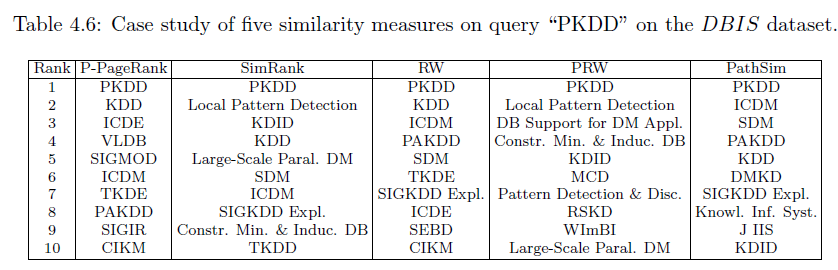 Table 4.6: Case study of five similarity measures on query “PKDD” on the DBIS dataset.
Rank P-PageRank SimRank RW PRW PathSim
1 PKDD PKDD PKDD PKDD PKDD
2 KDD Local Pattern Detection KDD Local Pattern Detection ICDM
3 ICDE KDID ICDM DB Support for DM Appl. SDM
4 VLDB KDD PAKDD Constr. Min. & Induc. DB PAKDD
5 SIGMOD Large-Scale Paral. DM SDM KDID KDD
6 ICDM SDM TKDE MCD DMKD
7 TKDE ICDM SIGKDD Expl. Pattern Detection & Disc. SIGKDD Expl.
8 PAKDD SIGKDD Expl. ICDE RSKD Knowl. Inf. Syst.
9 SIGIR Constr. Min. & Induc. DB SEBD WImBI J IIS
10 CIKM TKDD CIKM Large-Scale Paral. DM KDID